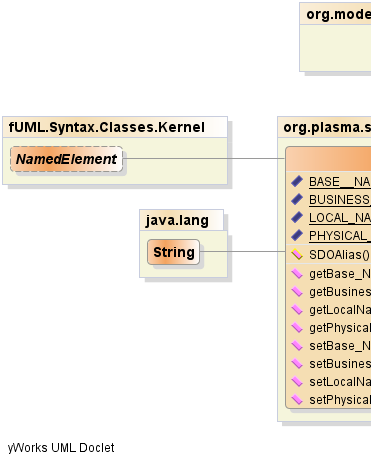 org.mode
fUML.Syntax.Classes.Kernel
org.plasma.s
NamedElement
BASE__NA
BUSINESS_
java.lang
LOCAL_NA
PHYSICAL_
String
SDOAlias()
getBase_N
getBusines
getLocalNa
getPhysical
setBase_N
setBusines
setLocalNa
setPhysical
yWorks UML Doclet